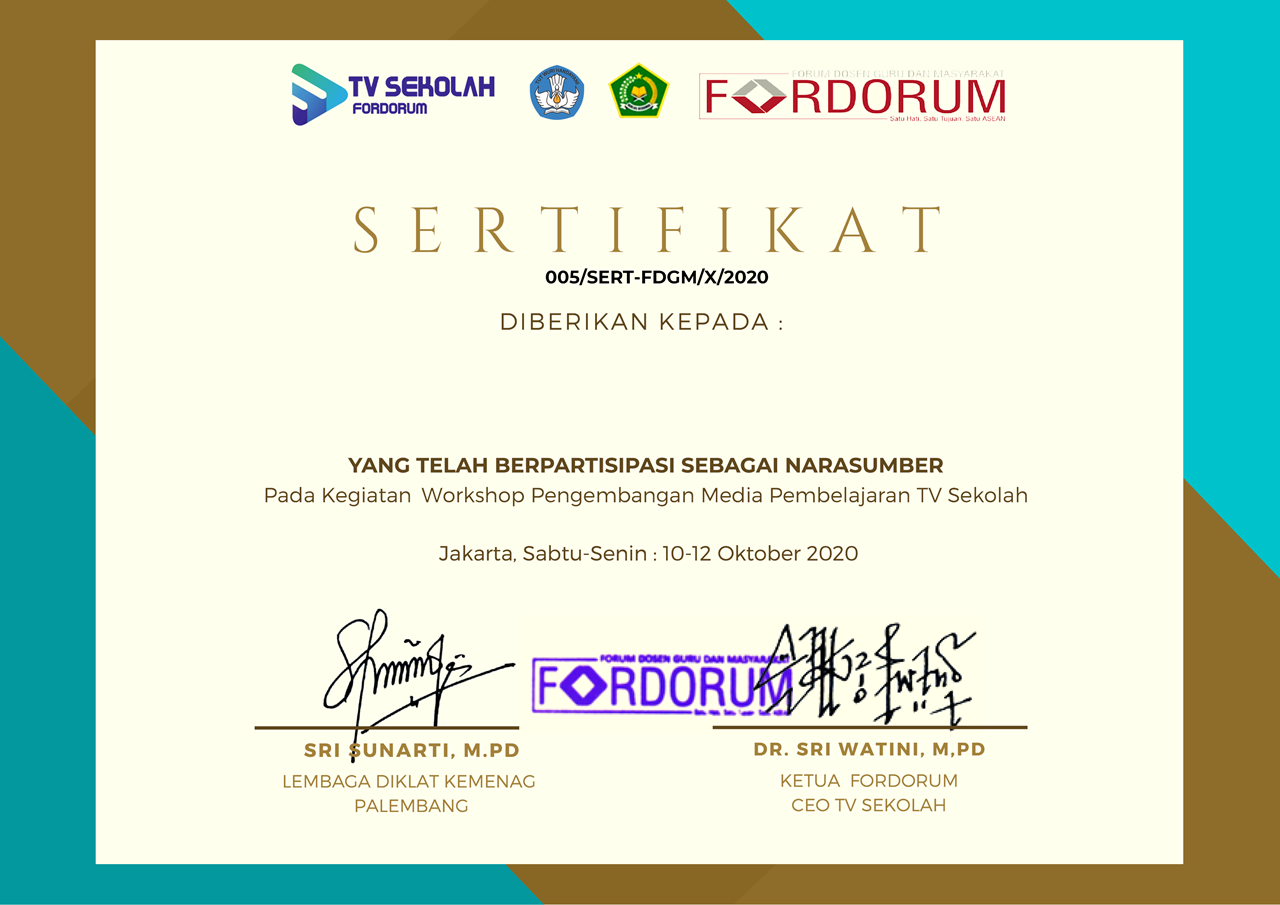 TV SEKOLAH
FORDORUM
TUT WURI HANDAYANI
FORUM DOSEN GURU DAN MASYARAKAT
FORDORUM
Satu Hati, Satu Tujuan, Satu ASEAN
SERTIFIKAT
005/SERT-FDGM/X/2020
DIBERIKAN KEPADA :
YANG TELAH BERPARTISIPASI SEBAGAI NARASUMBER
Pada Kegiatan Workshop Pengembangan Media Pembelajaran TV Sekolah
Jakarta, Sabtu-Senin : 10-12 Oktober 2020
FORUM DOSEN GURU DAN MASYARAKAT
FORDORUM
SRI SUNARTI, M.PD
LEMBAGA DIKLAT KEMENAG
PALEMBANG
DR. SRI WATINI, M,PD
KETUA FORDORUM
CEO TV SEKOLAH